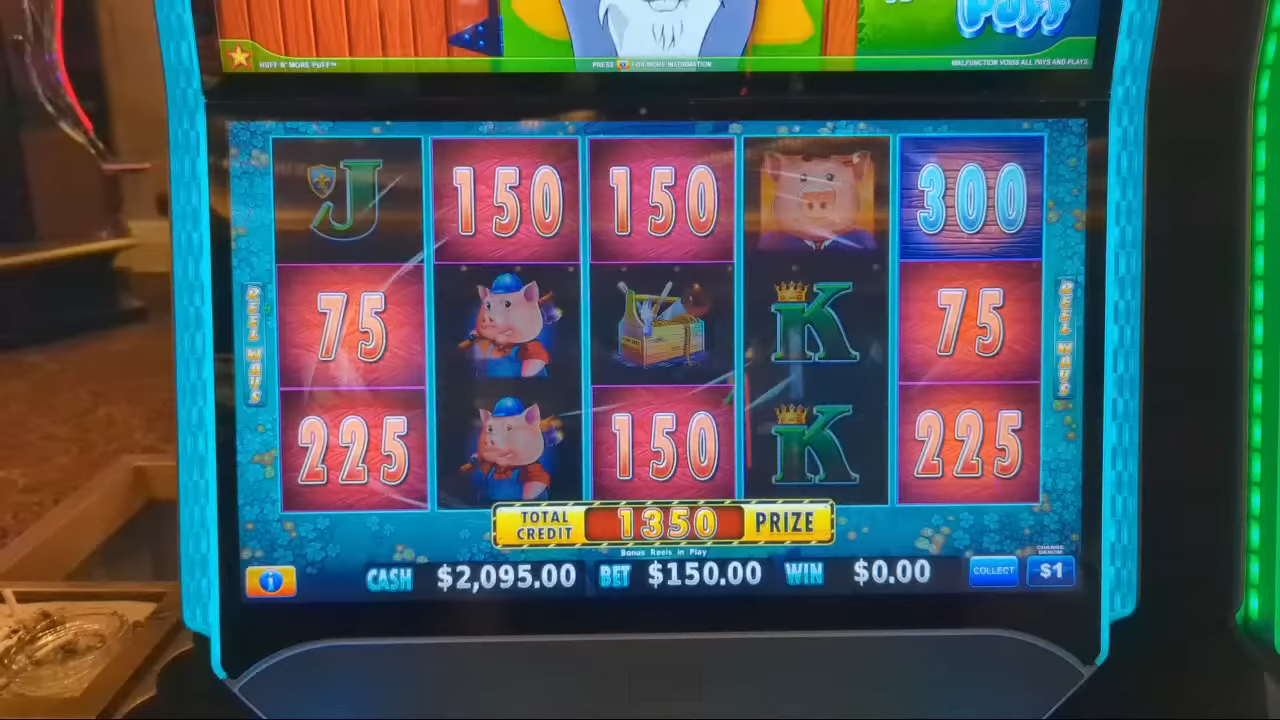 Puff
HUFF N' MORE PUFF™
PRESS i FOR MORE INFORMATION
MALFUNCTION VOIDS ALL PAYS AND PLAYS.
J 150 150 300
75 K 75
225 150 K 225
REEL WAYS
REEL WAYS
TOTAL CREDIT 1350 PRIZE
Bonus Reels in Play
CASH $2,095.00 BET $150.00 WIN $0.00
COLLECT
CHANGE DENOM
$1